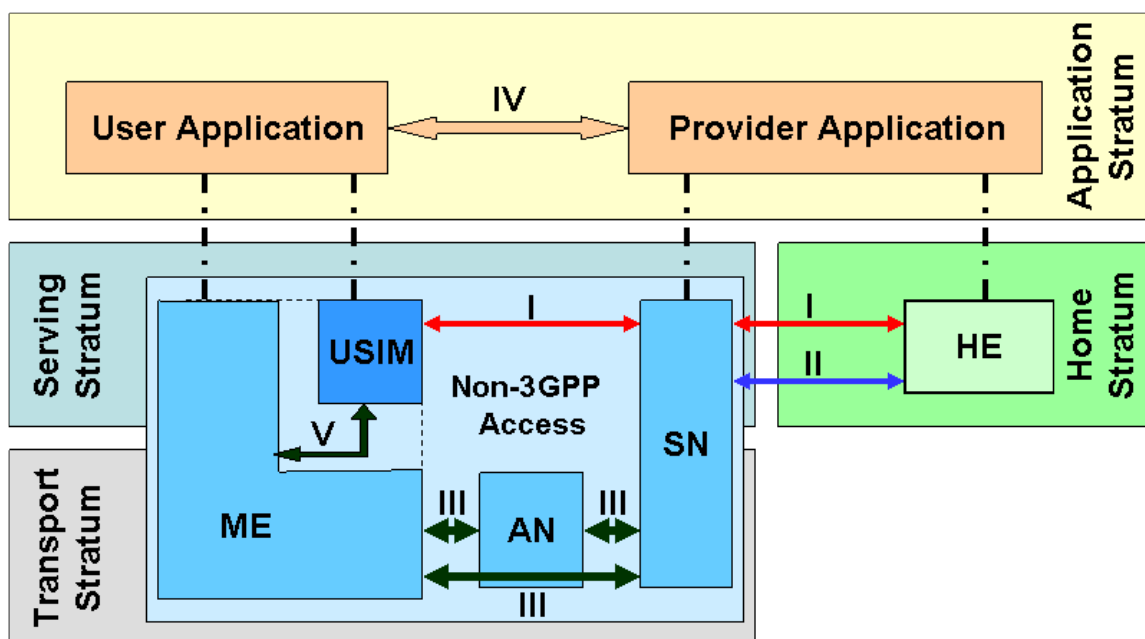 Application
Stratum
IV
User Application
Provider Application
Serving
Stratum
Home
Stratum
I
I
USIM
HE
II
Non-3GPP
Access
V
SN
Transport
Stratum
III
III
ME
AN
III